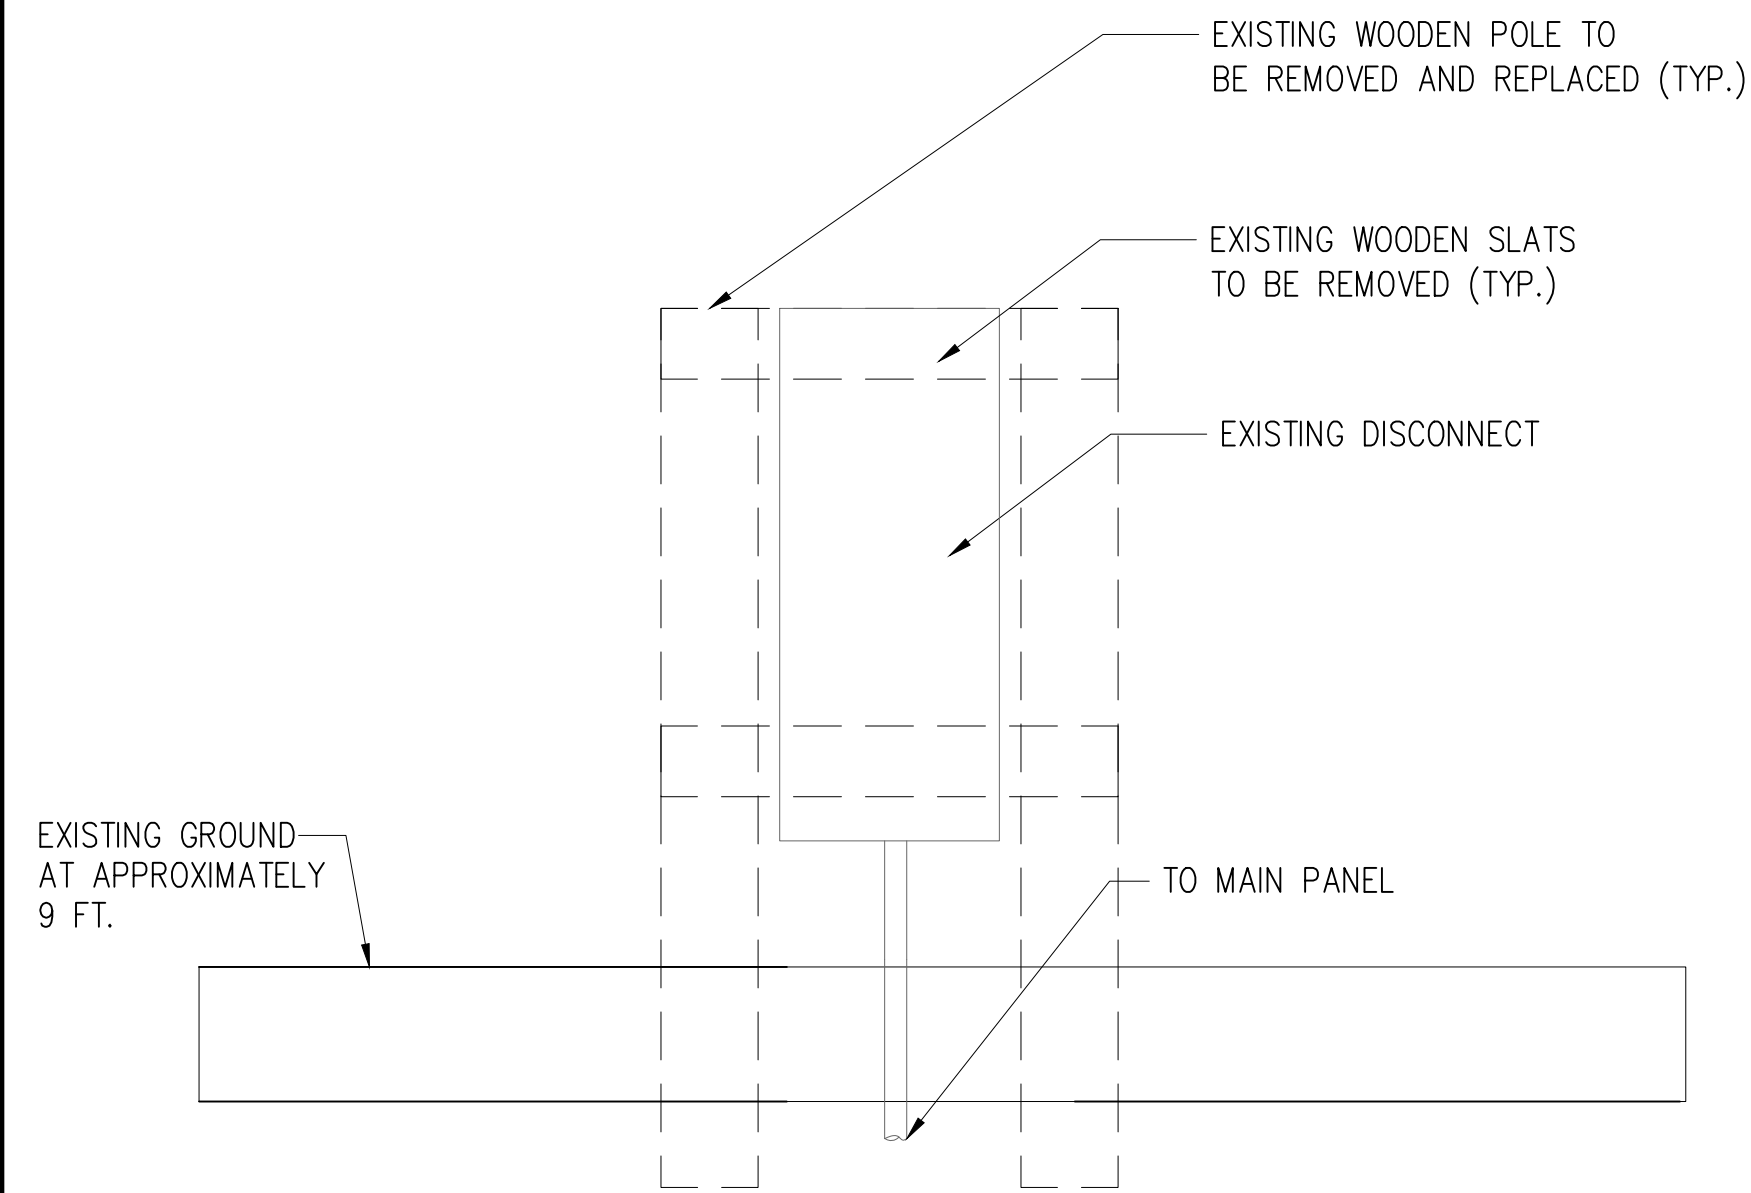 EXISTING WOODEN POLE TO
BE REMOVED AND REPLACED (TYP.)
EXISTING WOODEN SLATS
TO BE REMOVED (TYP.)
EXISTING DISCONNECT
EXISTING GROUND
AT APPROXIMATELY
9 FT.
TO MAIN PANEL